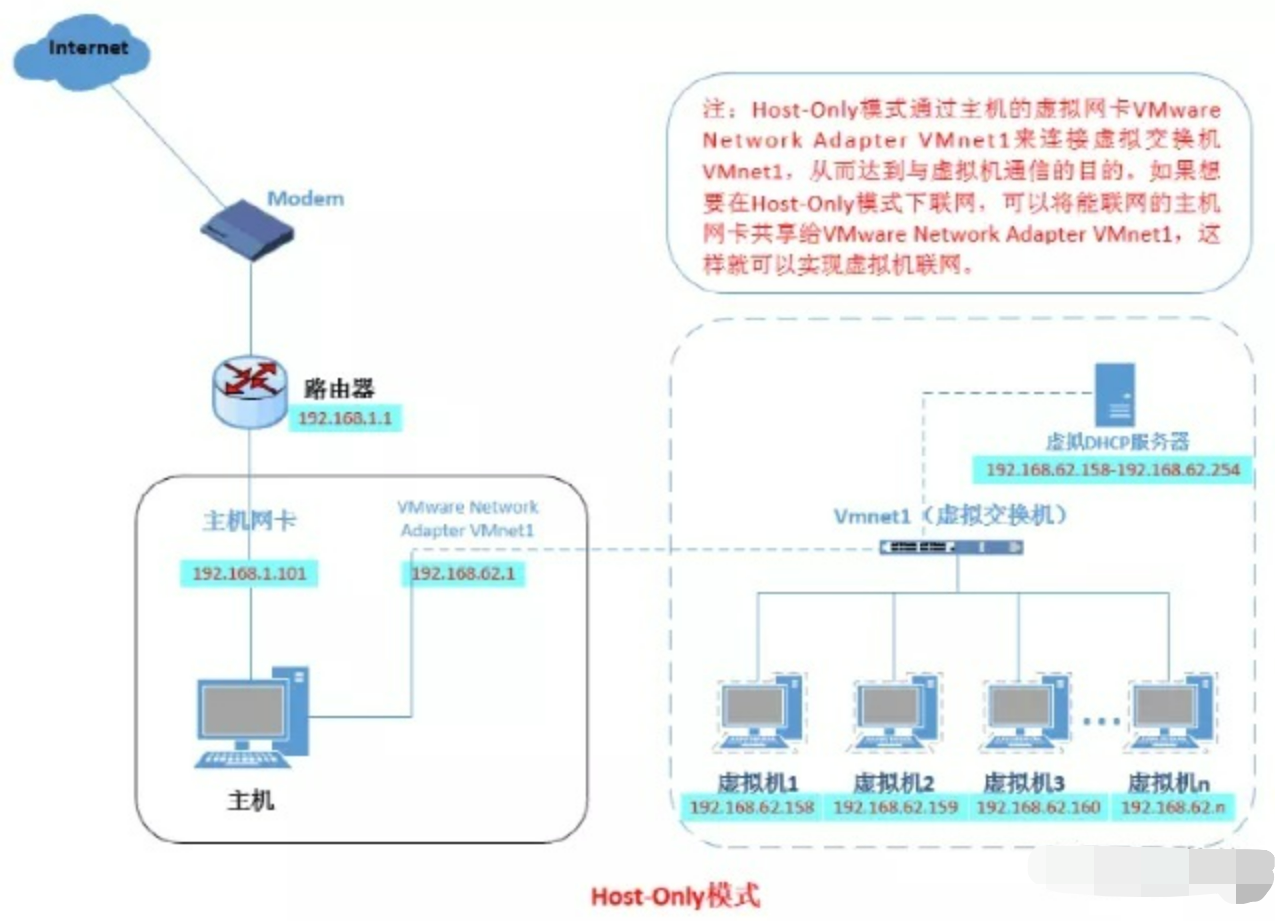 Internet
注：Host-Only模式通过主机的虚拟网卡VMware
Network Adapter VMnet1来连接虚拟交换机
VMnet1，从而达到与虚拟机通信的目的。如果想
要在Host-Only模式下联网，可以将能联网的主机
网卡共享给VMware Network Adapter VMnet1，这
样就可以实现虚拟机联网。
Modem
路由器
192.168.1.1
虚拟DHCP服务器
192.168.62.158-192.168.62.254
主机网卡
VMware Network
Adapter VMnet1
Vmnet1（虚拟交换机）
192.168.1.101
192.168.62.1
主机
虚拟机1
虚拟机2
虚拟机3
虚拟机n
192.168.62.158
192.168.62.159
192.168.62.160
192.168.62.n
Host-Only模式